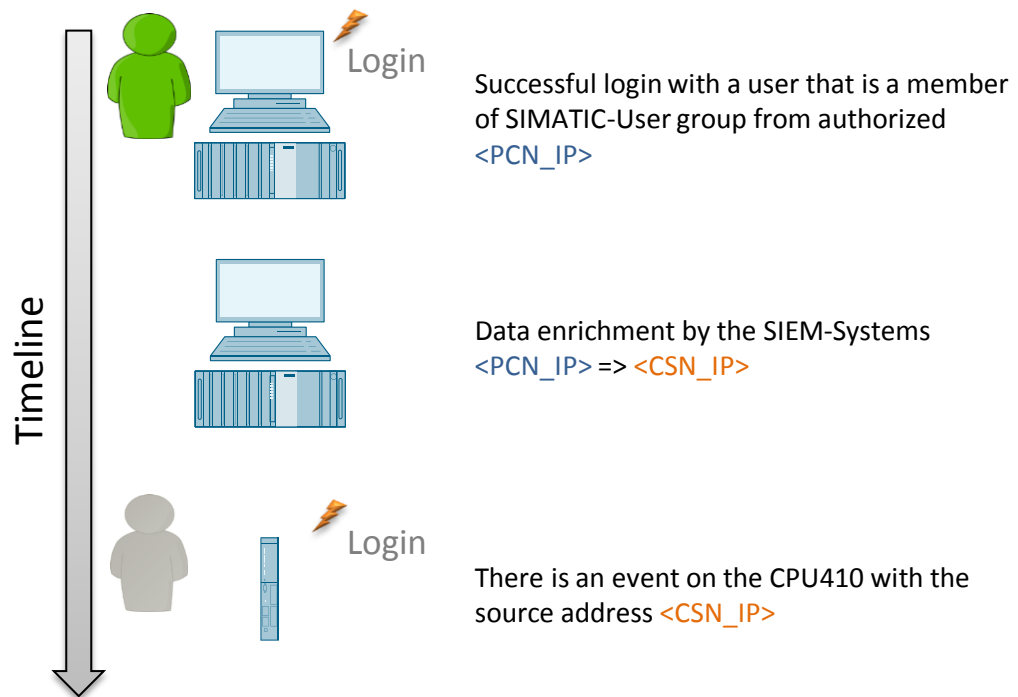 Timeline
Login
Successful login with a user that is a member
of SIMATIC-User group from authorized
<PCN_IP>
Data enrichment by the SIEM-Systems
<PCN_IP> => <CSN_IP>
Login
There is an event on the CPU410 with the
source address <CSN_IP>